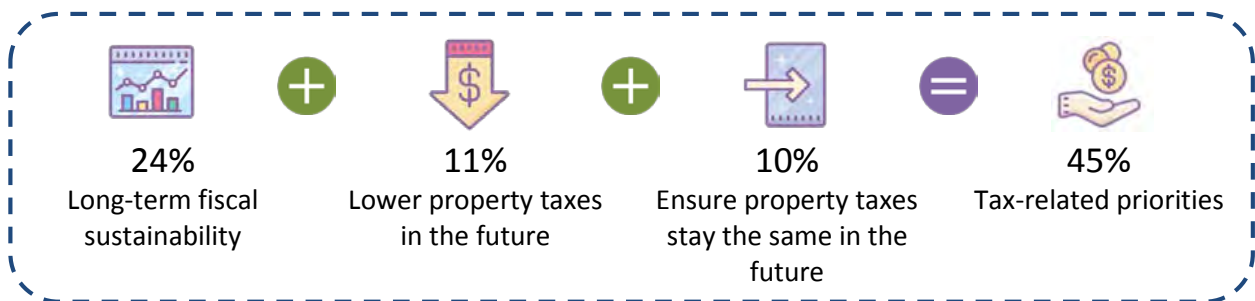 24%
Long-term fiscal
sustainability
+
11%
Lower property taxes
in the future
+
10%
Ensure property taxes
stay the same in the
future
=
45%
Tax-related priorities